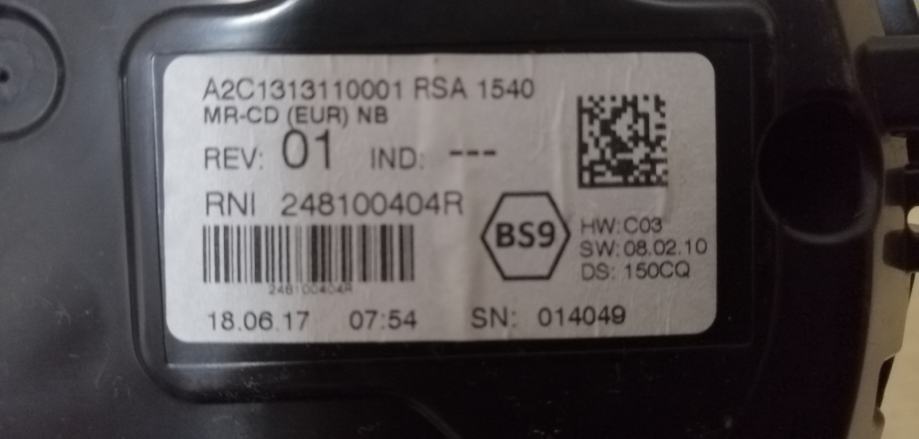 A2C1313110001 RSA 1540
MR-CD (EUR) NB
REV: 01 IND: ---
RNI 248100404R
BS9
HW: C03
SW: 08.02.10
DS: 150CQ
248100404R
18.06.17 07:54 SN: 014049